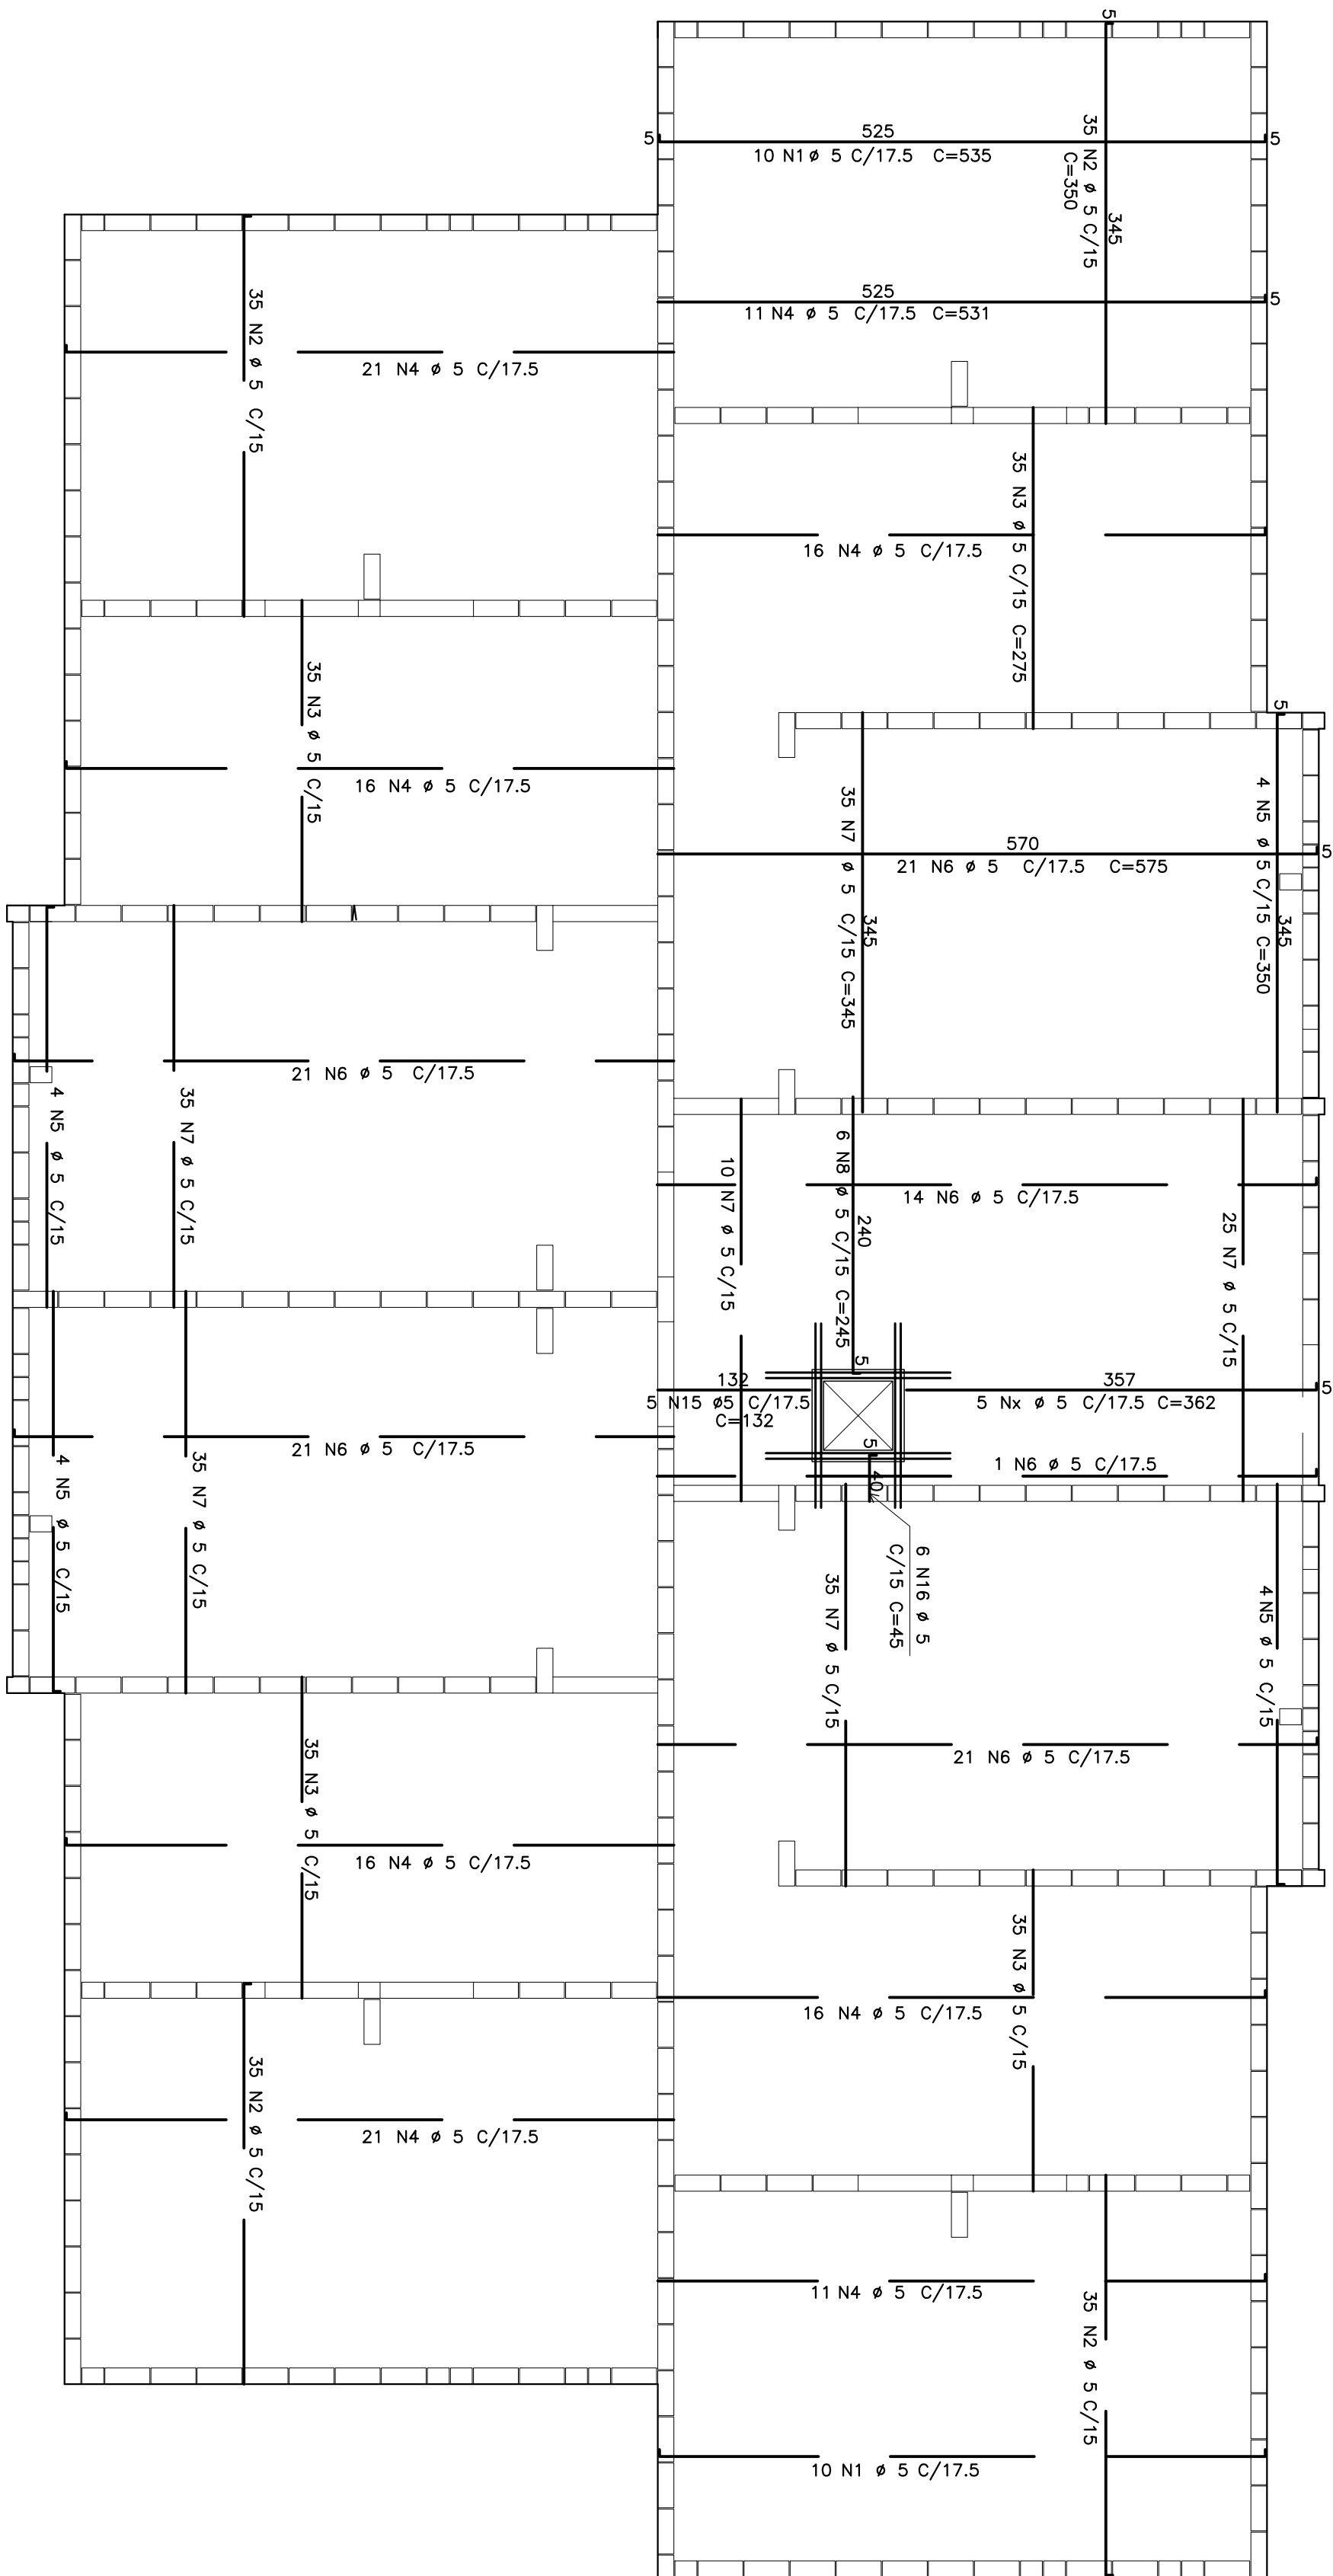 5
525
5
5
10 N1 ø 5 C/17.5 C=535
35 N2 ø 5 C/15
C=350
345
525
5
11 N4 ø 5 C/17.5 C=531
35 N2 ø 5 C/15
21 N4 ø 5 C/17.5
35 N3 ø 5 C/15 C=275
16 N4 ø 5 C/17.5
35 N3 ø 5 C/15
16 N4 ø 5 C/17.5
5
4 N5 ø 5 C/15 C=350
345
35 N7 ø 5 C/15 C=345
345
570
5
21 N6 ø 5 C/17.5 C=575
21 N6 ø 5 C/17.5
4 N5 ø 5 C/15
35 N7 ø 5 C/15
10 N7 ø 5 C/15
6 N8 ø 5 C/15 C=245
240
5
14 N6 ø 5 C/17.5
25 N7 ø 5 C/15
132
5 N15 ø5 C/17.5
C=132
357
5
5 Nx ø 5 C/17.5 C=362
5
40
1 N6 ø 5 C/17.5
21 N6 ø 5 C/17.5
4 N5 ø 5 C/15
35 N7 ø 5 C/15
6 N16 ø 5
C/15 C=45
35 N7 ø 5 C/15
4 N5 ø 5 C/15
21 N6 ø 5 C/17.5
35 N3 ø 5 C/15
16 N4 ø 5 C/17.5
35 N3 ø 5 C/15
16 N4 ø 5 C/17.5
35 N2 ø 5 C/15
21 N4 ø 5 C/17.5
11 N4 ø 5 C/17.5
35 N2 ø 5 C/15
10 N1 ø 5 C/17.5